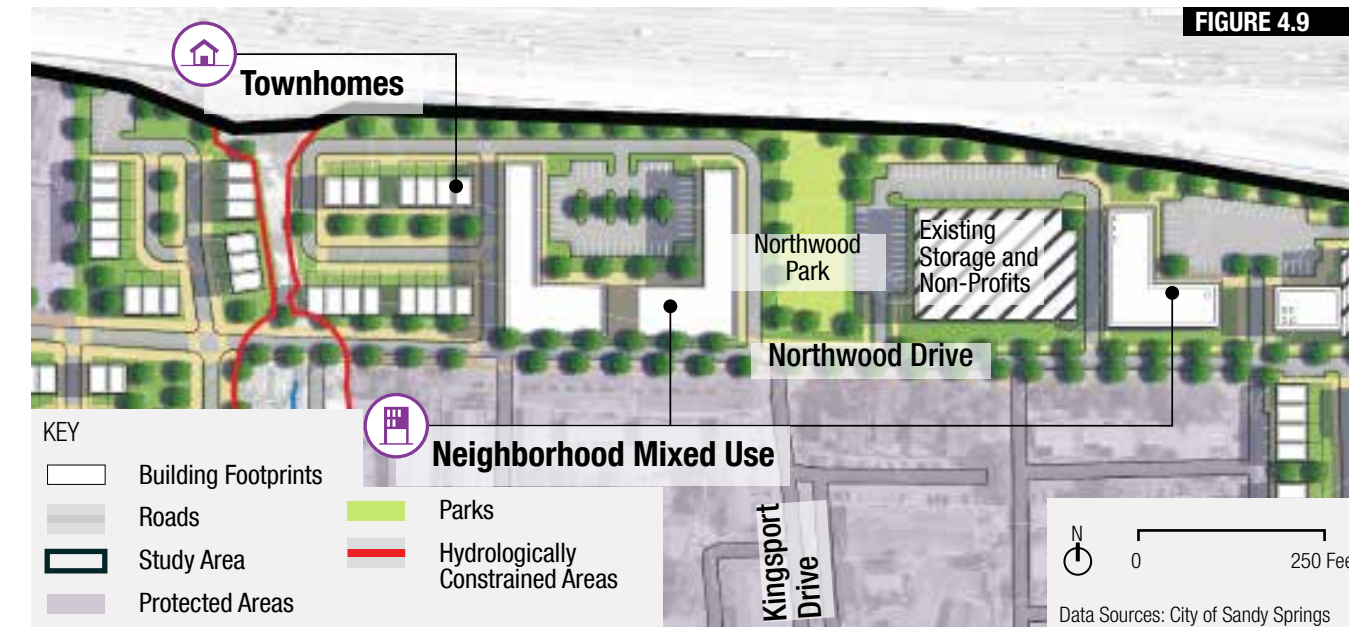 FIGURE 4.9
Townhomes
Northwood
Park
Existing
Storage and
Non-Profits
Northwood Drive
Neighborhood Mixed Use
Kingsport
Drive
KEY
Building Footprints
Roads
Study Area
Protected Areas
Parks
Hydrologically
Constrained Areas
N
0 250 Fee
Data Sources: City of Sandy Springs